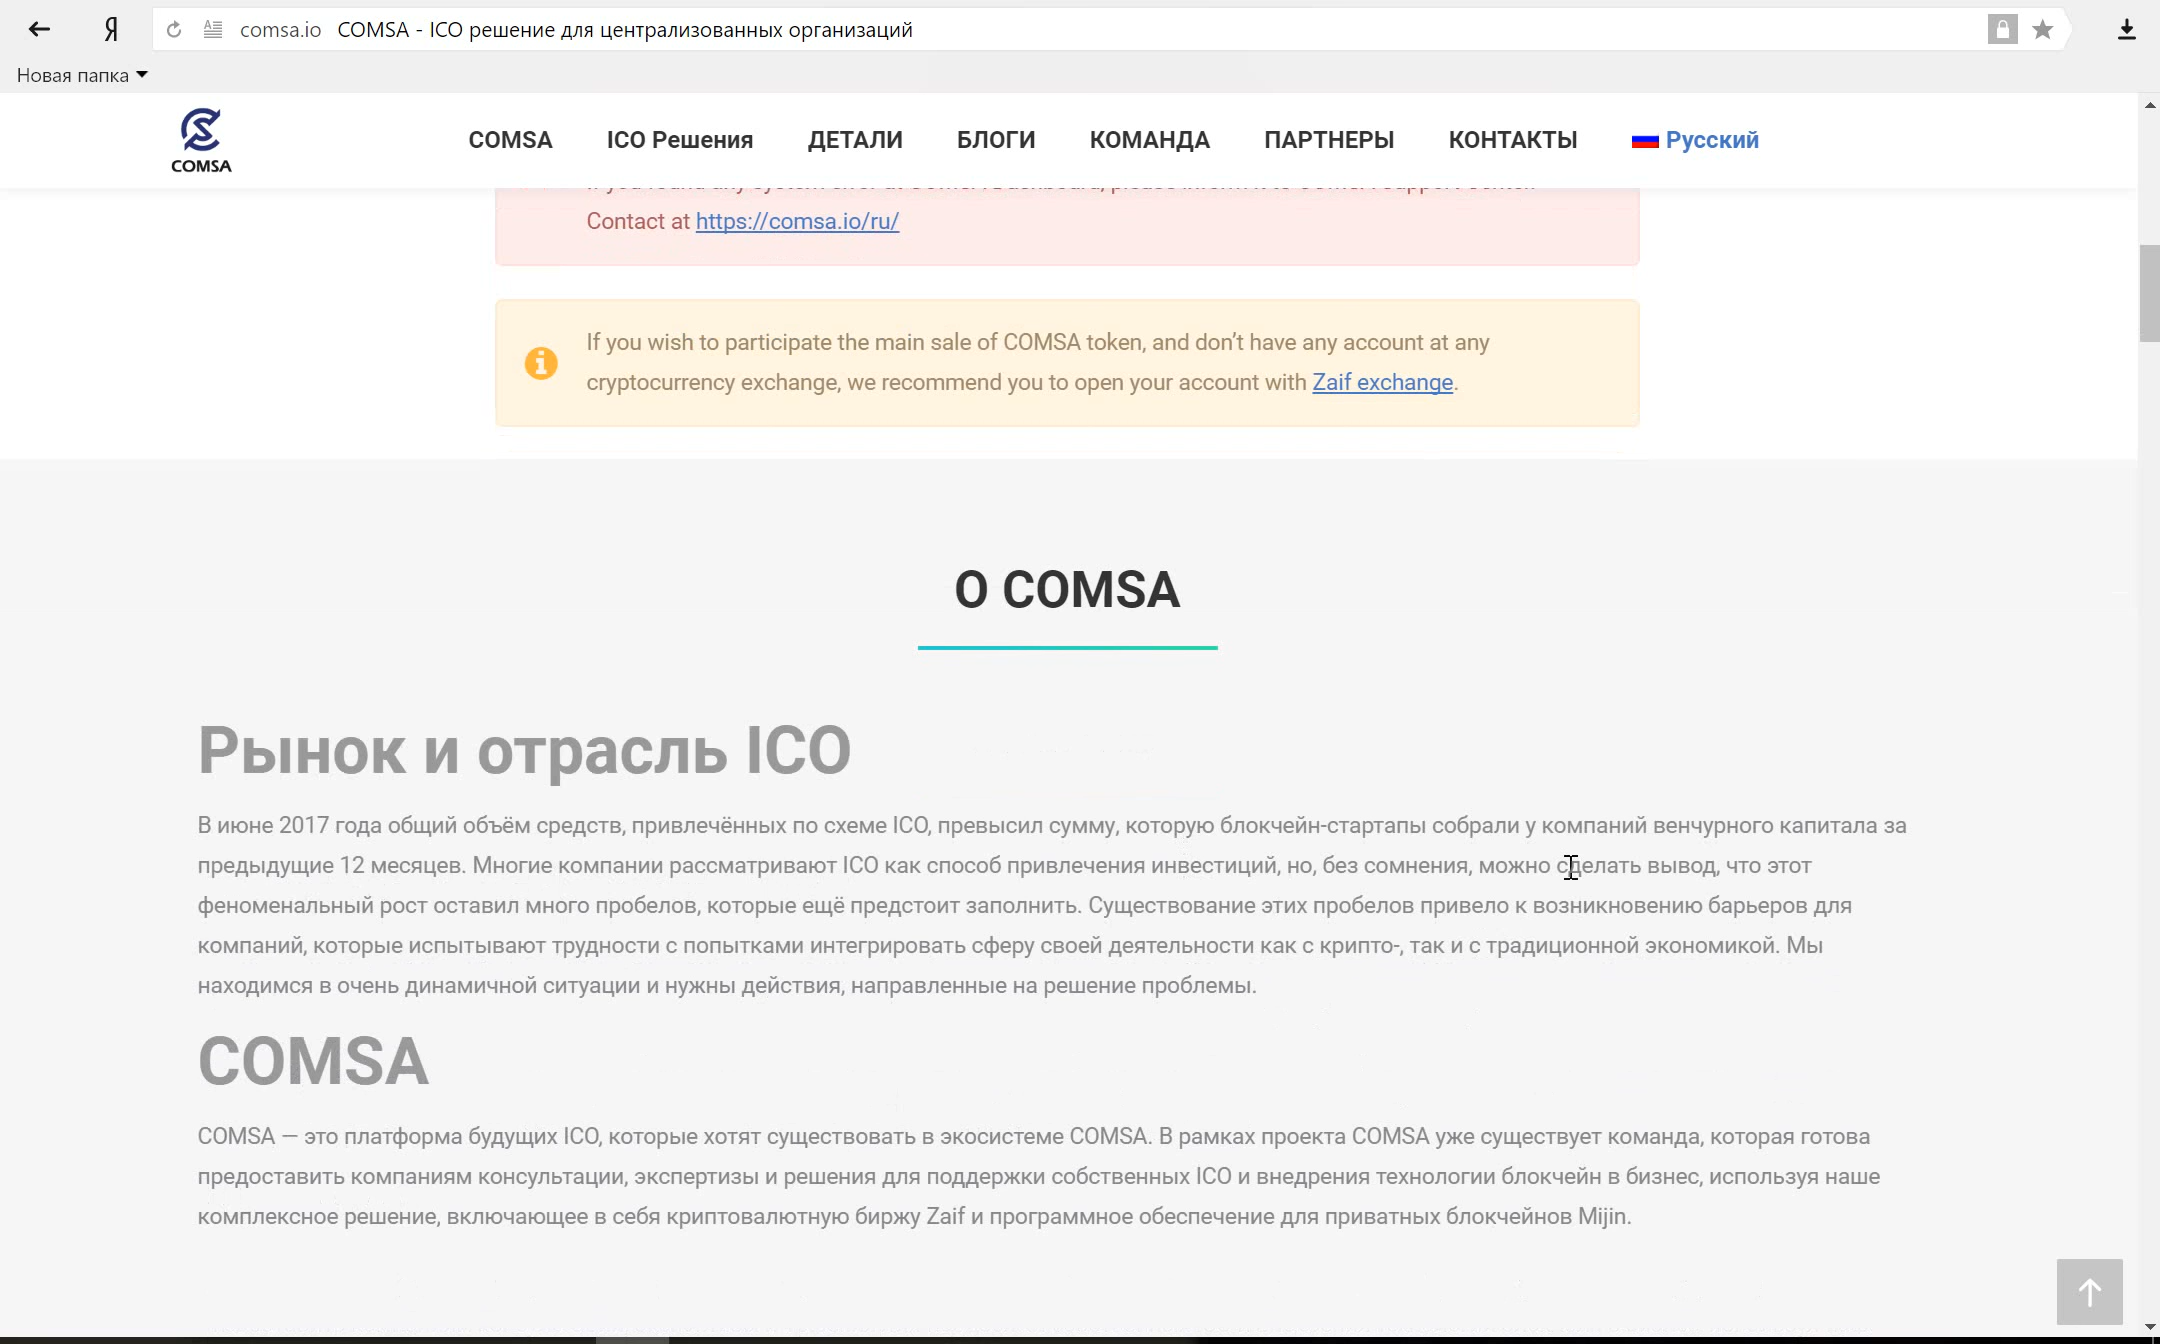 Я
comsa.io COMSA - ICO решение для централизованных организаций
Новая папка
COMSA
COMSA ICO Решения ДЕТАЛИ БЛОГИ КОМАНДА ПАРТНЕРЫ КОНТАКТЫ Русский
Contact at https://comsa.io/ru/
If you wish to participate the main sale of COMSA token, and don't have any account at any
cryptocurrency exchange, we recommend you to open your account with Zaif exchange.
О COMSA
Рынок и отрасль ICO
В июне 2017 года общий объём средств, привлечённых по схеме ICO, превысил сумму, которую блокчейн-стартапы собрали у компаний венчурного капитала за
предыдущие 12 месяцев. Многие компании рассматривают ICO как способ привлечения инвестиций, но, без сомнения, можно сделать вывод, что этот
феноменальный рост оставил много пробелов, которые ещё предстоит заполнить. Существование этих пробелов привело к возникновению барьеров для
компаний, которые испытывают трудности с попытками интегрировать сферу своей деятельности как с крипто-, так и с традиционной экономикой. Мы
находимся в очень динамичной ситуации и нужны действия, направленные на решение проблемы.
COMSA
COMSA — это платформа будущих ICO, которые хотят существовать в экосистеме COMSA. В рамках проекта COMSA уже существует команда, которая готова
предоставить компаниям консультации, экспертизы и решения для поддержки собственных ICO и внедрения технологии блокчейн в бизнес, используя наше
комплексное решение, включающее в себя криптовалютную биржу Zaif и программное обеспечение для приватных блокчейнов Mijin.